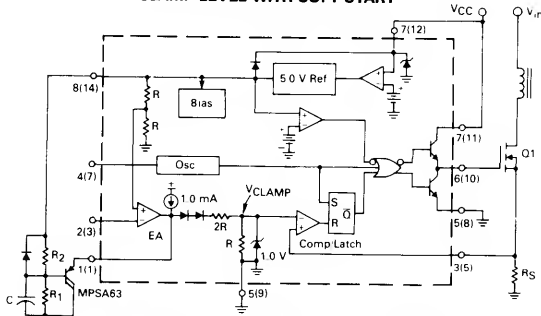 CLAMP LEVEL WITH SOFT-START
VCC
Vin
7(12)
5.0 V Ref
8(14)
R
Bias
R
7(11)
Q1
4(7)
Osc
6(10)
VCLAMP
1.0 mA
S
Q
R
2(3)
EA
2R
5(8)
Comp/Latch
R
1.0 V
3(5)
R2
1(1)
5(9)
RS
C
R1
MPSA63